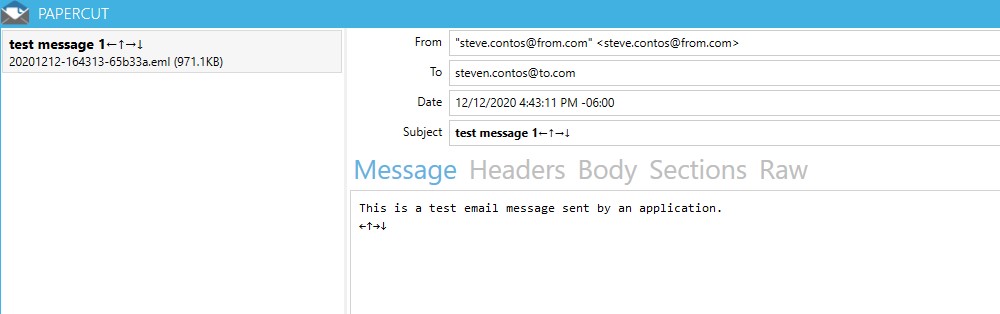 PAPERCUT
test message 1←↑→↓
20201212-164313-65b33a.eml (971.1KB)
From "steve.contos@from.com" <steve.contos@from.com>
To steven.contos@to.com
Date 12/12/2020 4:43:11 PM -06:00
Subject test message 1←↑→↓
Message Headers Body Sections Raw
This is a test email message sent by an application.
←↑→↓